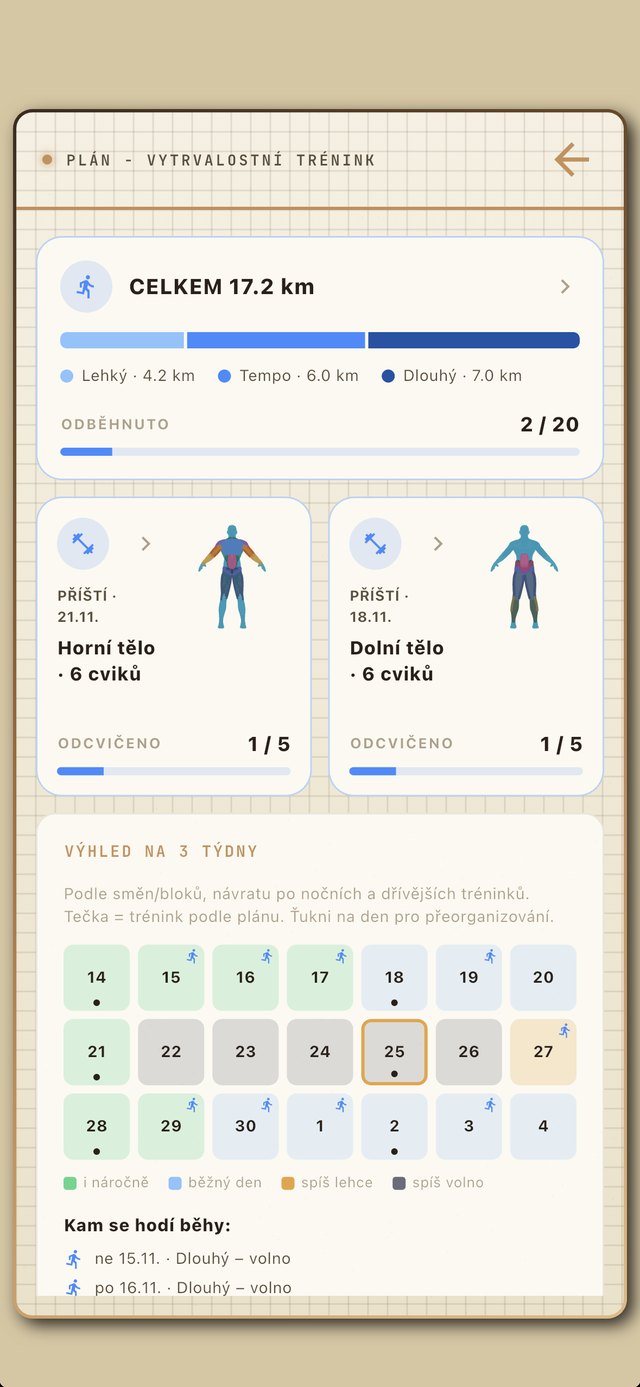 PLÁN - VYTRVALOSTNÍ TRÉNINK
CELKEM 17.2 km
Lehký · 4.2 km Tempo · 6.0 km Dlouhý · 7.0 km
ODBĚHNUTO 2 / 20
PŘÍŠTÍ ·
21.11.
Horní tělo
· 6 cviků
ODCVIČENO 1 / 5
PŘÍŠTÍ ·
18.11.
Dolní tělo
· 6 cviků
ODCVIČENO 1 / 5
VÝHLED NA 3 TÝDNY
Podle směn/bloků, návratu po nočních a dřívějších tréninků.
Tečka = trénink podle plánu. Ťukni na den pro přeorganizování.
14 15 16 17 18 19 20
21 22 23 24 25 26 27
28 29 30 1 2 3 4
i náročně běžný den spíš lehce spíš volno
Kam se hodí běhy:
ne 15.11. · Dlouhý – volno
po 16.11. · Dlouhý – volno